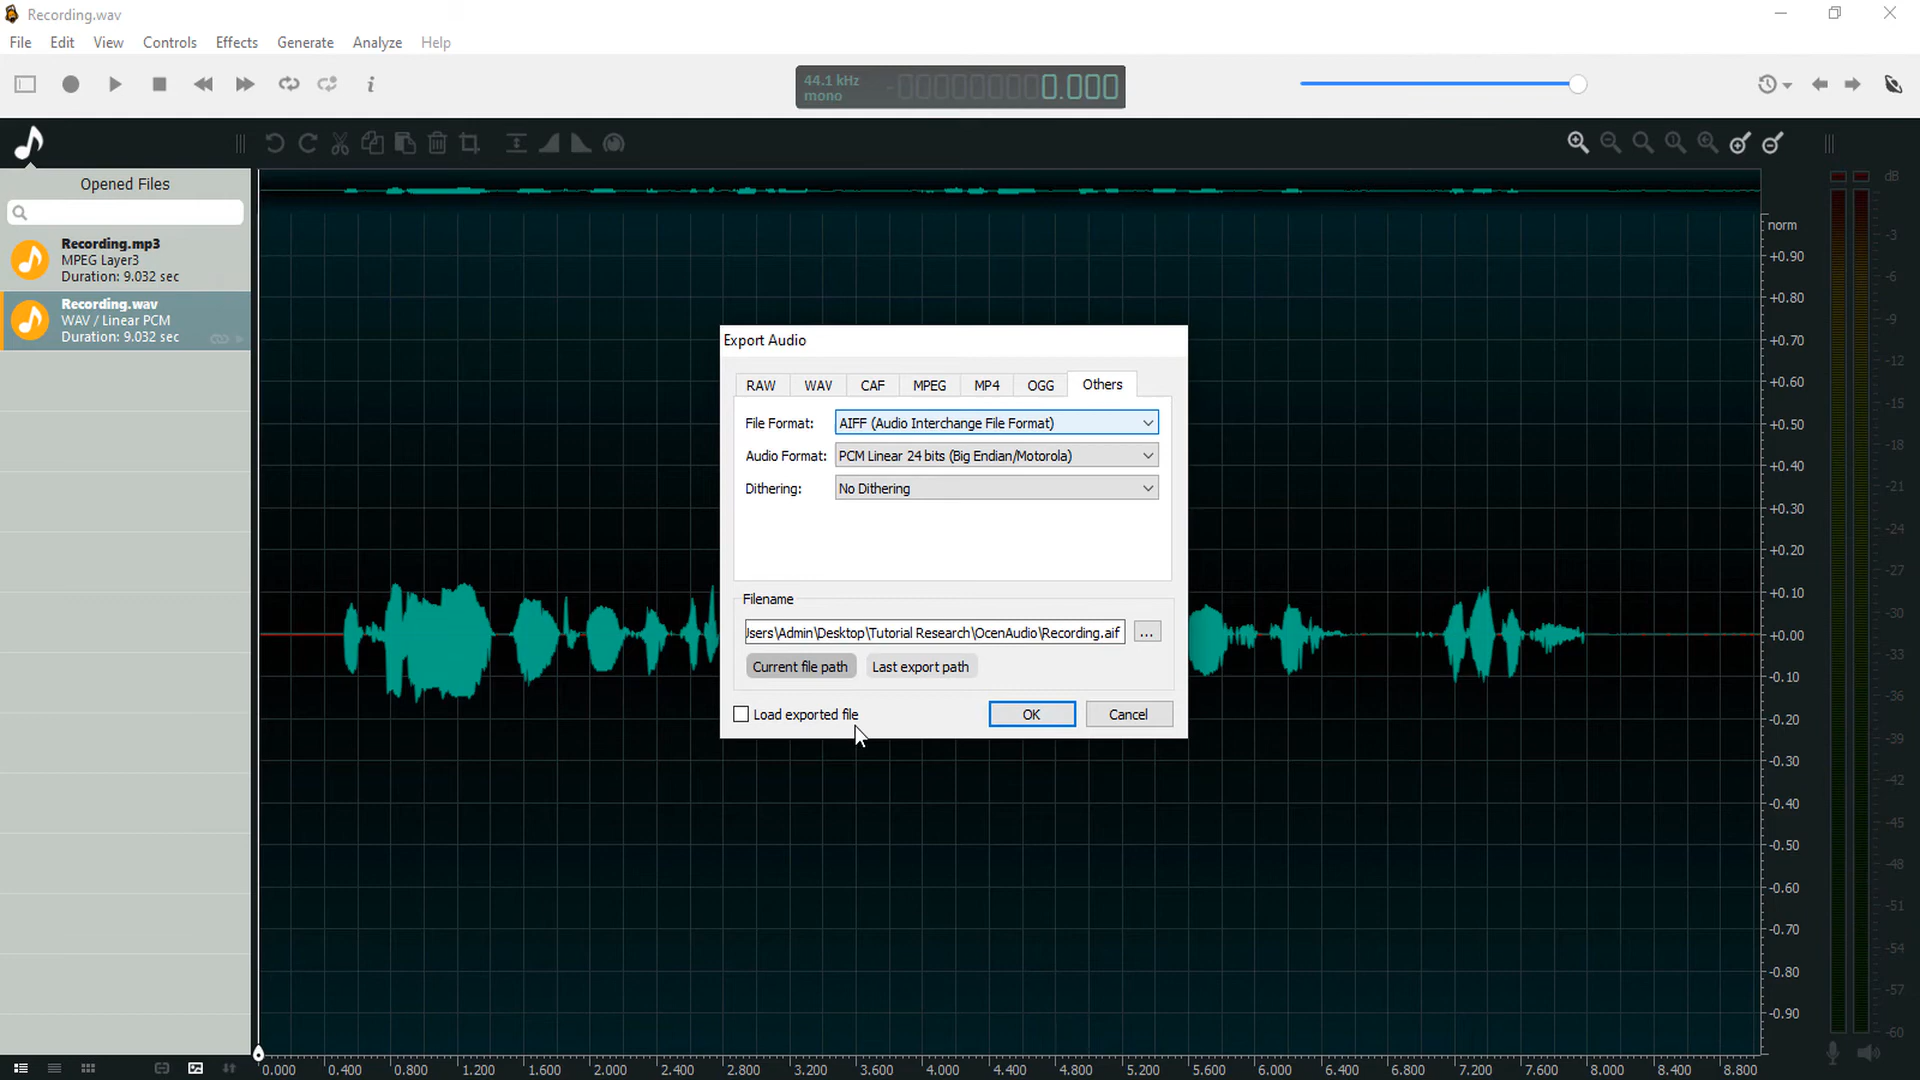 Recording.wav
File Edit View Controls Effects Generate Analyze Help
44.1 kHz
mono
0.000
Opened Files
Recording.mp3
MPEG Layer3
Duration: 9.032 sec
Recording.wav
WAV / Linear PCM
Duration: 9.032 sec
Export Audio
RAW WAV CAF MPEG MP4 OGG Others
File Format: AIFF (Audio Interchange File Format)
Audio Format: PCM Linear 24 bits (Big Endian/Motorola)
Dithering: No Dithering
Filename
Jsers\Admin\Desktop\Tutorial Research\OcenAudio\Recording.aif ...
Current file path Last export path
Load exported file OK Cancel
norm
+0.90
+0.80
+0.70
+0.60
+0.50
+0.40
+0.30
+0.20
+0.10
+0.00
-0.10
-0.20
-0.30
-0.40
-0.50
-0.60
-0.70
-0.80
-0.90
dB
-3
-6
-9
-12
-15
-18
-21
-24
-27
-30
-33
-36
-39
-42
-45
-48
-51
-54
-57
-60
0.000 0.400 0.800 1.200 1.600 2.000 2.400 2.800 3.200 3.600 4.000 4.400 4.800 5.200 5.600 6.000 6.400 6.800 7.200 7.600 8.000 8.400 8.800